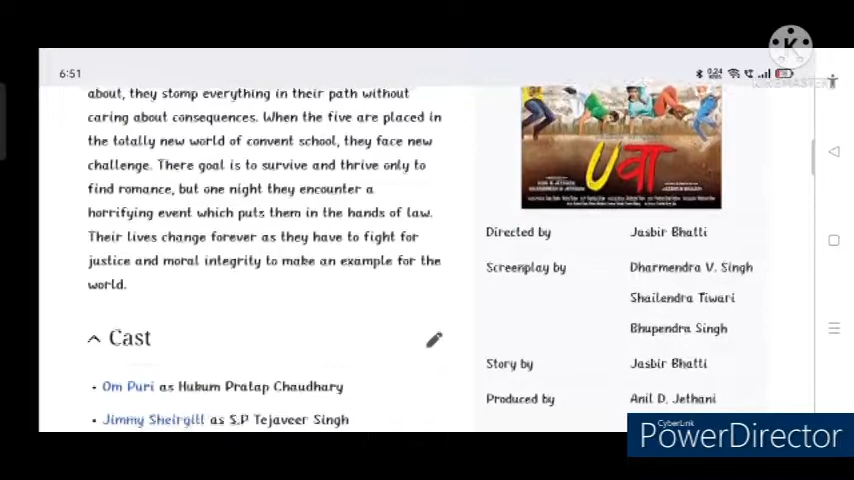 6:51
K
KINEMASTER
about, they stomp everything in their path without
caring about consequences. When the five are placed in
the totally new world of convent school, they face new
challenge. There goal is to survive and thrive only to
find romance, but one night they encounter a
horrifying event which puts them in the hands of law.
Their lives change forever as they have to fight for
justice and moral integrity to make an example for the
world.
Cast
• Om Puri as Hukum Pratap Chaudhary
• Jimmy Sheirgill as S.P Tejaveer Singh
Uवा
Directed by Jasbir Bhatti
Screenplay by Dharmendra V. Singh
Shailendra Tiwari
Bhupendra Singh
Story by Jasbir Bhatti
Produced by Anil D. Jethani
CyberLink
PowerDirector